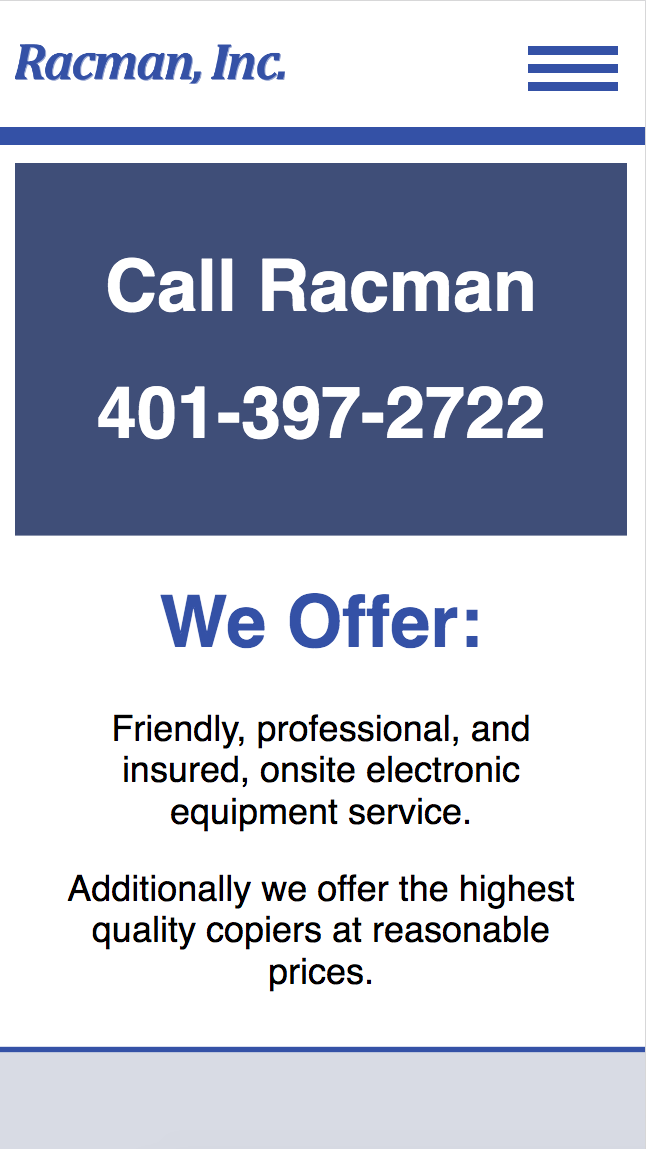 Racman, Inc.
Call Racman
401-397-2722
We Offer:
Friendly, professional, and
insured, onsite electronic
equipment service.
Additionally we offer the highest
quality copiers at reasonable
prices.